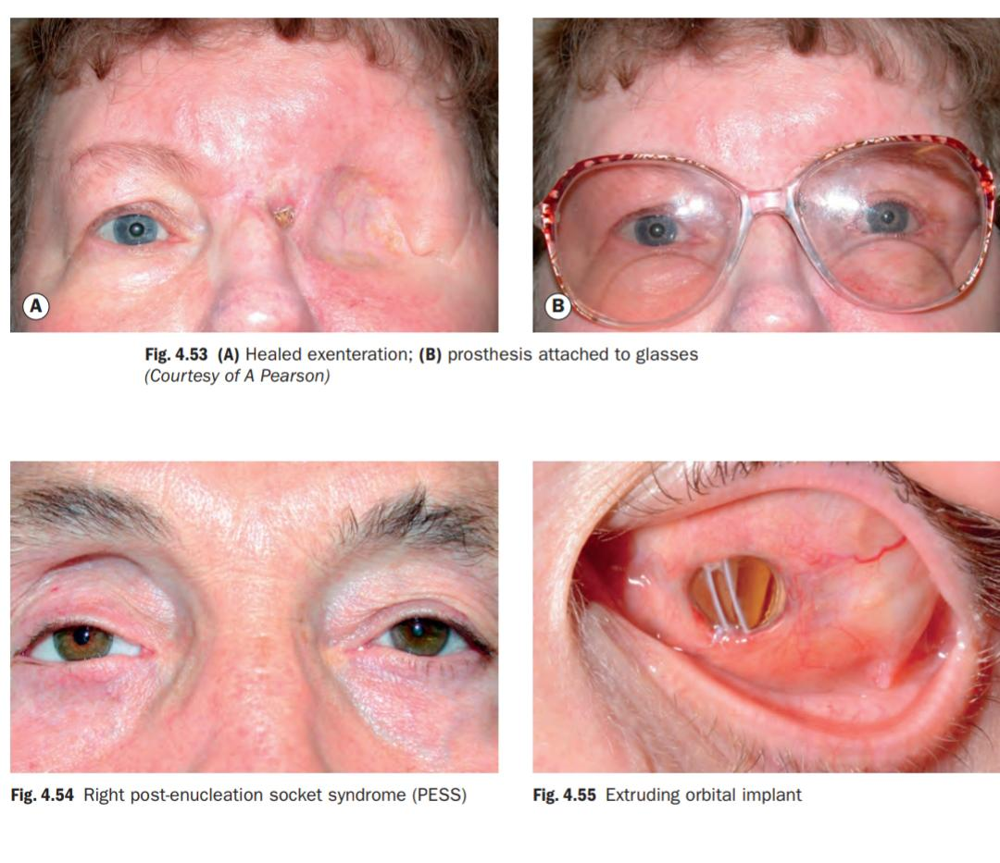 A
B
Fig. 4.53 (A) Healed exenteration; (B) prosthesis attached to glasses
(Courtesy of A Pearson)
Fig. 4.54 Right post-enucleation socket syndrome (PESS)
Fig. 4.55 Extruding orbital implant